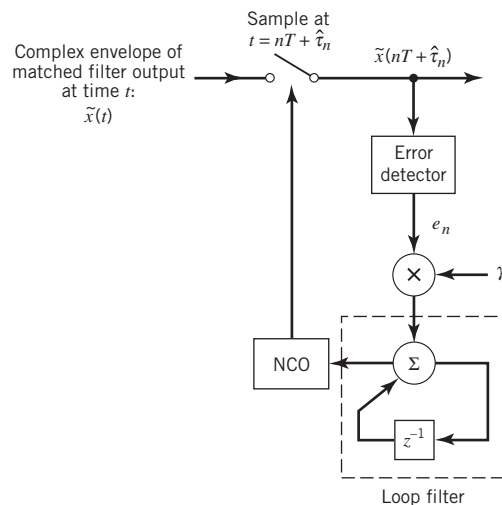 Sample at
t = nT + τ̂ₙ
Complex envelope of
matched filter output
at time t:
x̃(t)
x̃(nT + τ̂ₙ)
Error
detector
eₙ
×
γ
NCO
Σ
z⁻¹
Loop filter